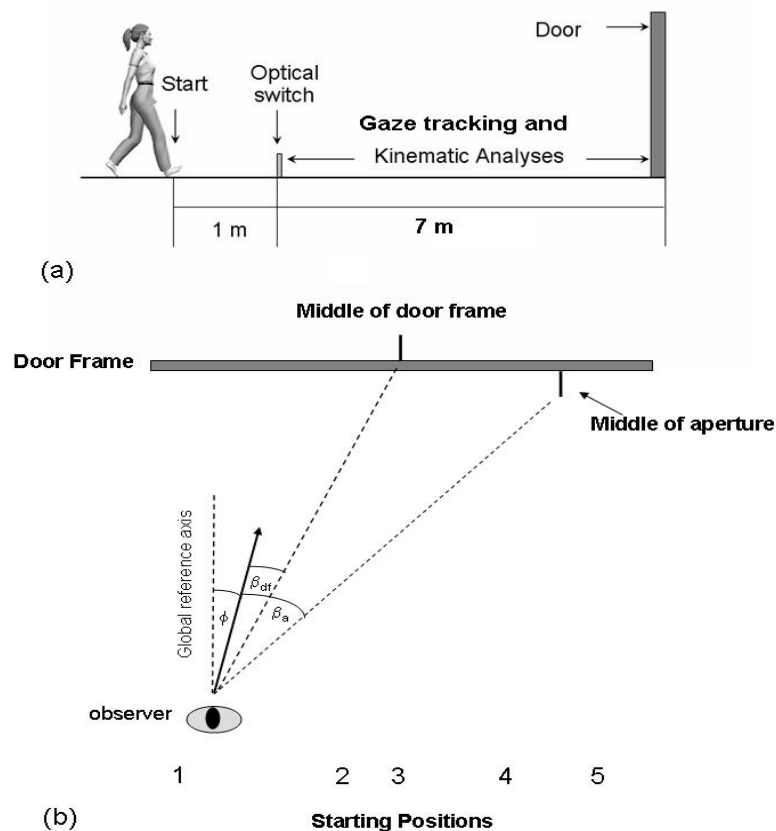 Door
Start
Optical
switch
Gaze tracking and
Kinematic Analyses
1 m
7 m
(a)
Middle of door frame
Door Frame
Middle of aperture
Global reference axis
βdf
ϕ
βa
observer
1 2 3 4 5
(b) Starting Positions